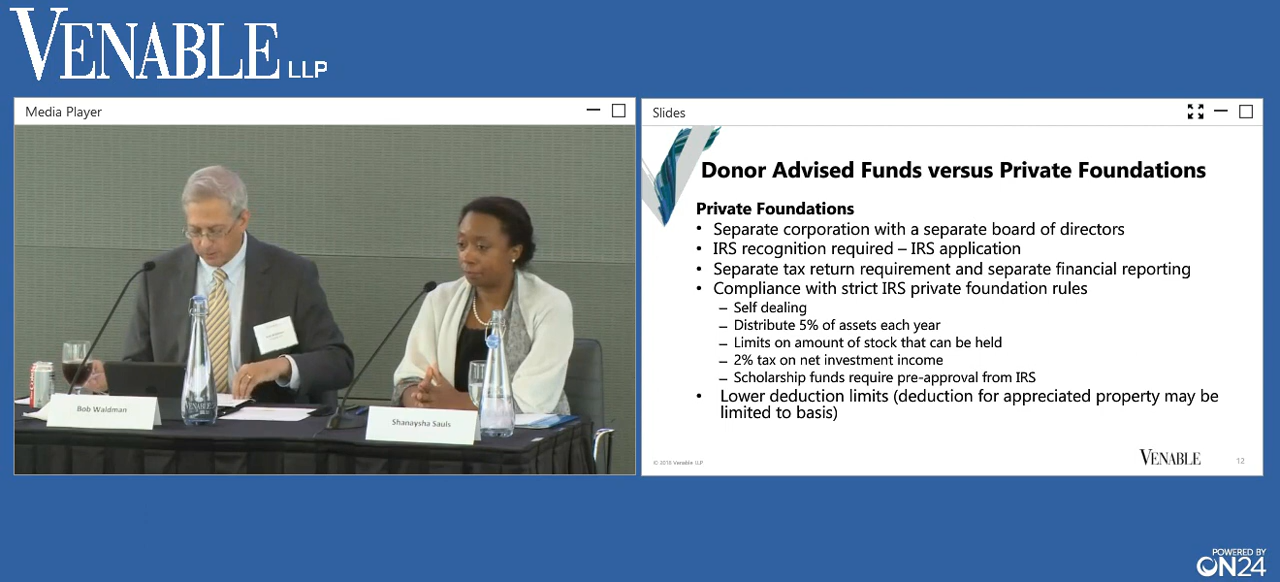 VENABLE LLP
Media Player
Bob Waldman
Shanaysha Sauls
VENABLE
Slides
Donor Advised Funds versus Private Foundations
Private Foundations
• Separate corporation with a separate board of directors
• IRS recognition required – IRS application
• Separate tax return requirement and separate financial reporting
• Compliance with strict IRS private foundation rules
– Self dealing
– Distribute 5% of assets each year
– Limits on amount of stock that can be held
– 2% tax on net investment income
– Scholarship funds require pre-approval from IRS
• Lower deduction limits (deduction for appreciated property may be
limited to basis)
© 2018 Venable LLP
VENABLE
12
POWERED BY
ON24